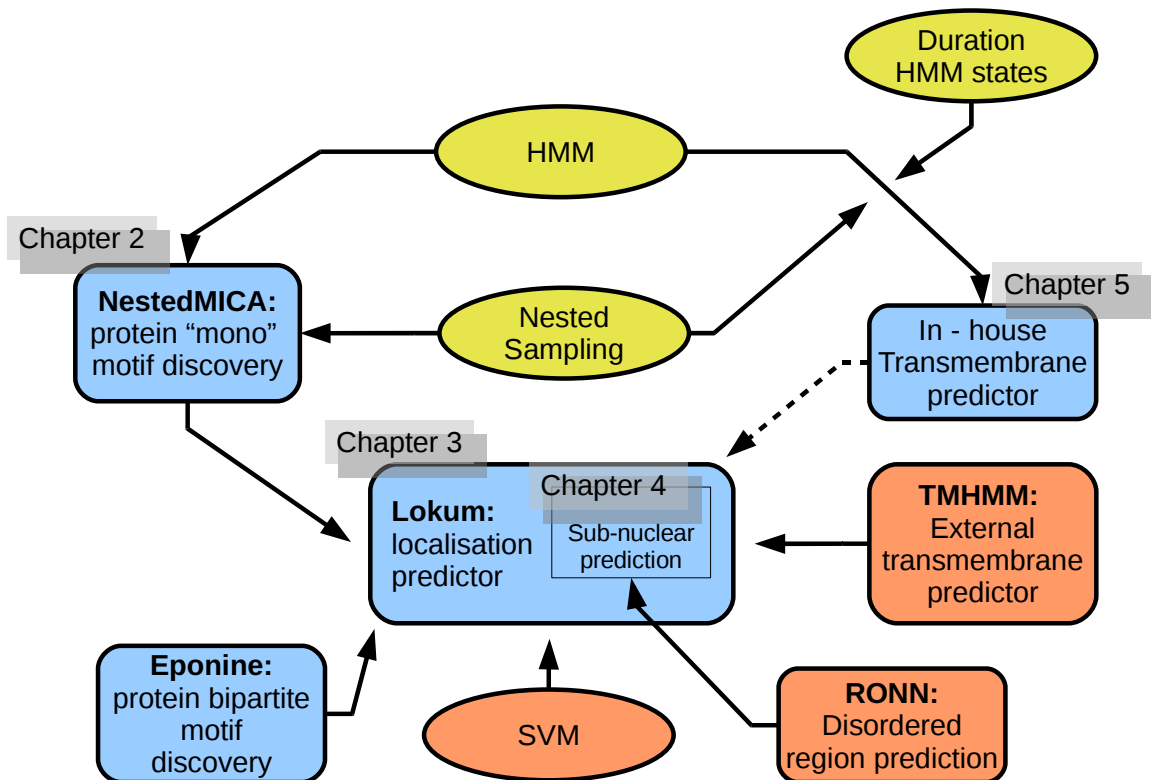 Duration
HMM states
HMM
Chapter 2
NestedMICA:
protein “mono”
motif discovery
Nested
Sampling
Chapter 5
In - house
Transmembrane
predictor
Chapter 3
Lokum:
localisation
predictor
Chapter 4
Sub-nuclear
prediction
TMHMM:
External
transmembrane
predictor
Eponine:
protein bipartite
motif
discovery
SVM
RONN:
Disordered
region prediction